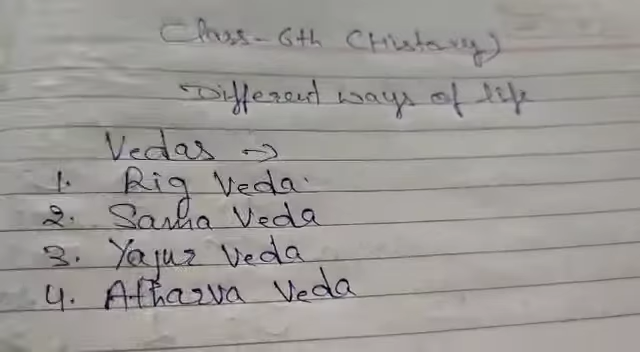 Class-6th (History)
Different ways of life
Vedas →
1. Rig Veda.
2. Sama Veda
3. Yajur Veda
4. Atharva Veda